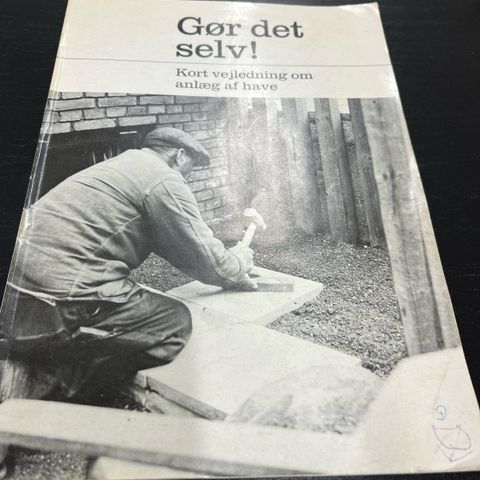 Gør det
selv!
Kort vejledning om
anlæg af have